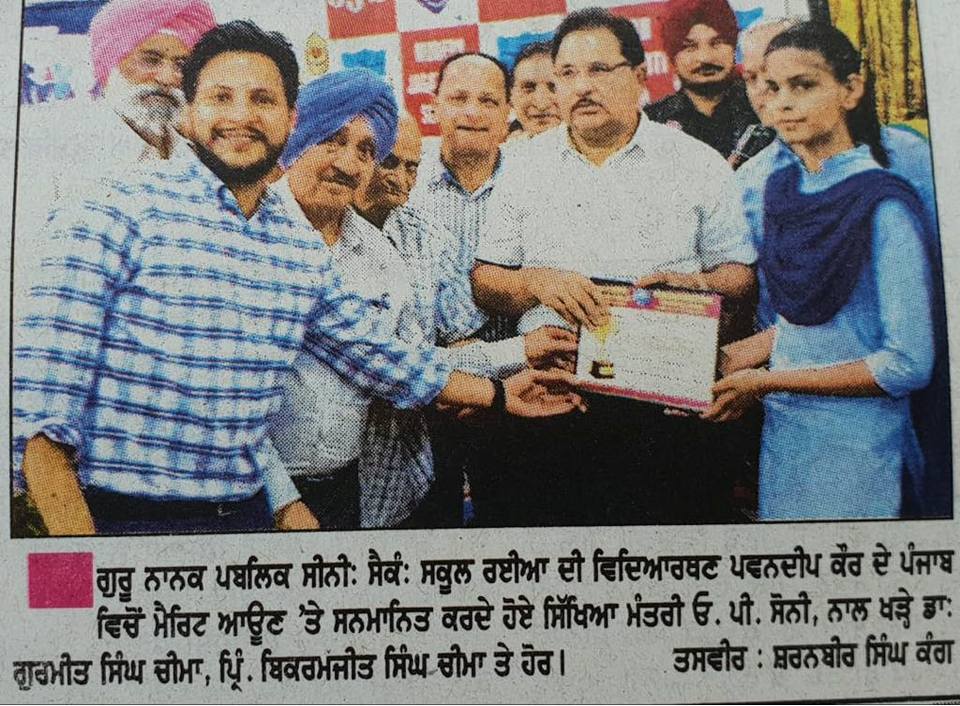 ਗੁਰੂ ਨਾਨਕ ਪਬਲਿਕ ਸੀਨੀ: ਸੈਕੰ: ਸਕੂਲ ਰਈਆ ਦੀ ਵਿਦਿਆਰਥਣ ਪਵਨਦੀਪ ਕੌਰ ਦੇ ਪੰਜਾਬ
ਵਿਚੋਂ ਮੈਰਿਟ ਆਉਣ 'ਤੇ ਸਨਮਾਨਿਤ ਕਰਦੇ ਹੋਏ ਸਿੱਖਿਆ ਮੰਤਰੀ ਓ. ਪੀ. ਸੋਨੀ, ਨਾਲ ਖੜ੍ਹੇ ਡਾ:
ਗੁਰਮੀਤ ਸਿੰਘ ਚੀਮਾ, ਪ੍ਰਿੰ. ਬਿਕਰਮਜੀਤ ਸਿੰਘ ਚੀਮਾ ਤੇ ਹੋਰ। ਤਸਵੀਰ : ਸ਼ਰਨਬੀਰ ਸਿੰਘ ਕੰਗ